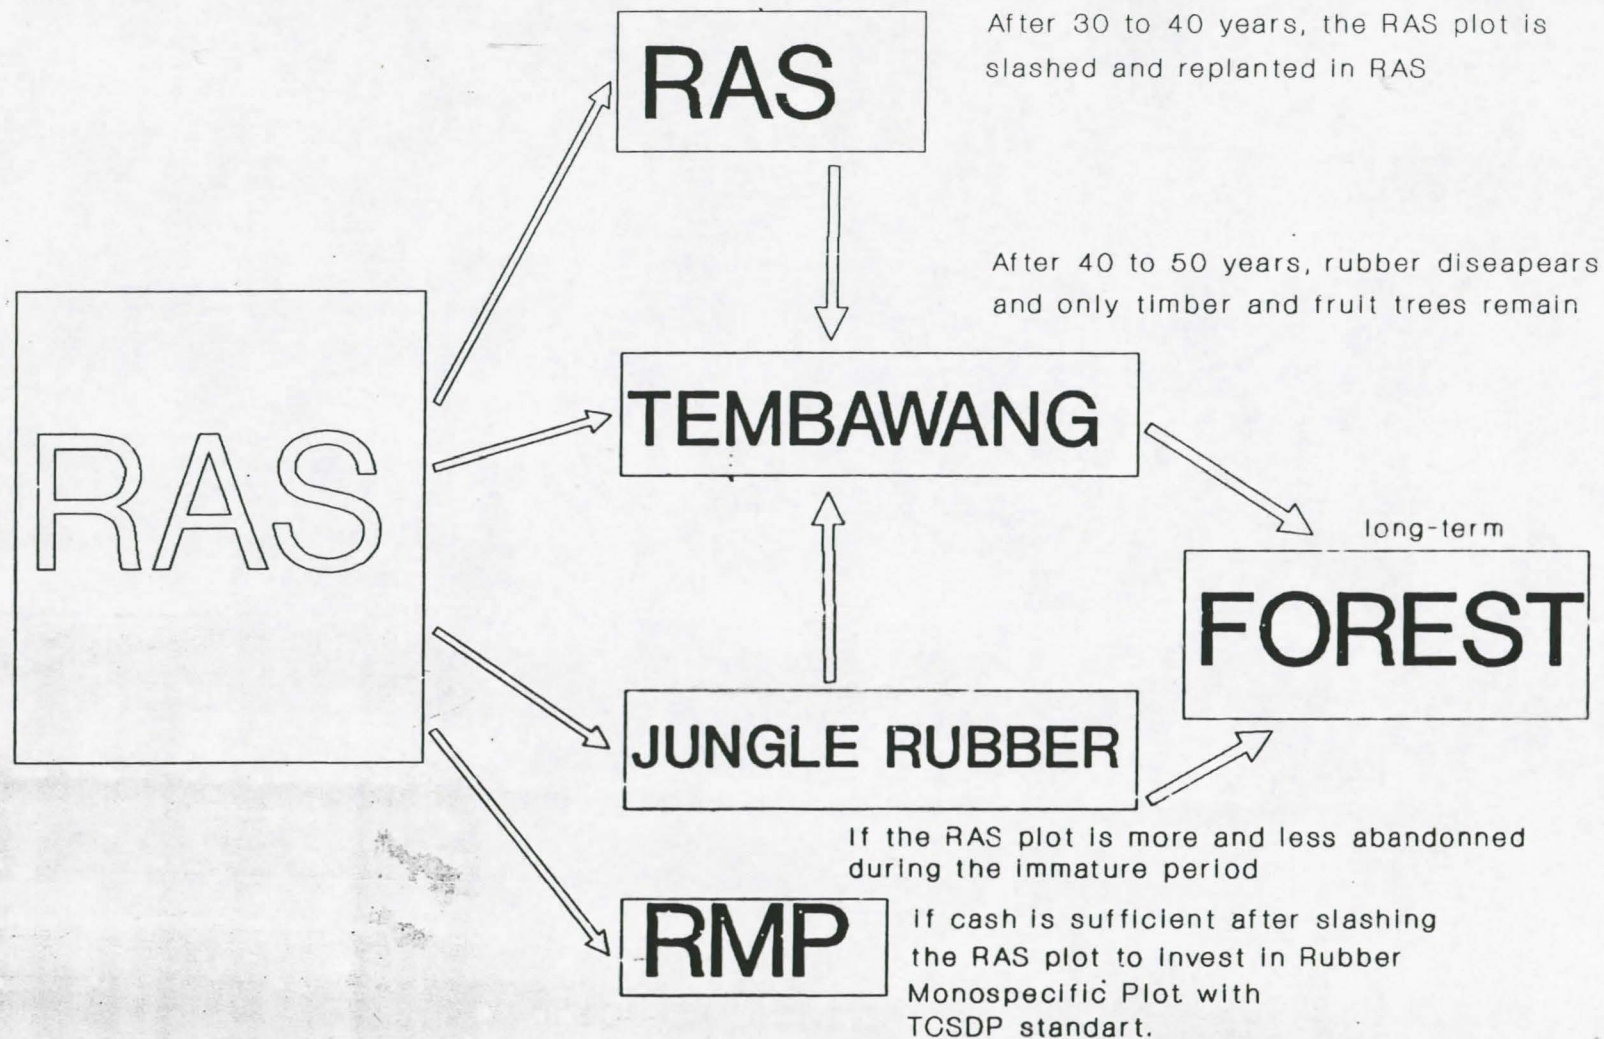 RAS
After 30 to 40 years, the RAS plot is
slashed and replanted in RAS
After 40 to 50 years, rubber diseapears
and only timber and fruit trees remain
TEMBAWANG
RAS
long-term
FOREST
JUNGLE RUBBER
If the RAS plot is more and less abandonned
during the immature period
RMP
if cash is sufficient after slashing
the RAS plot to invest in Rubber
Monospecific Plot with
TCSDP standart.